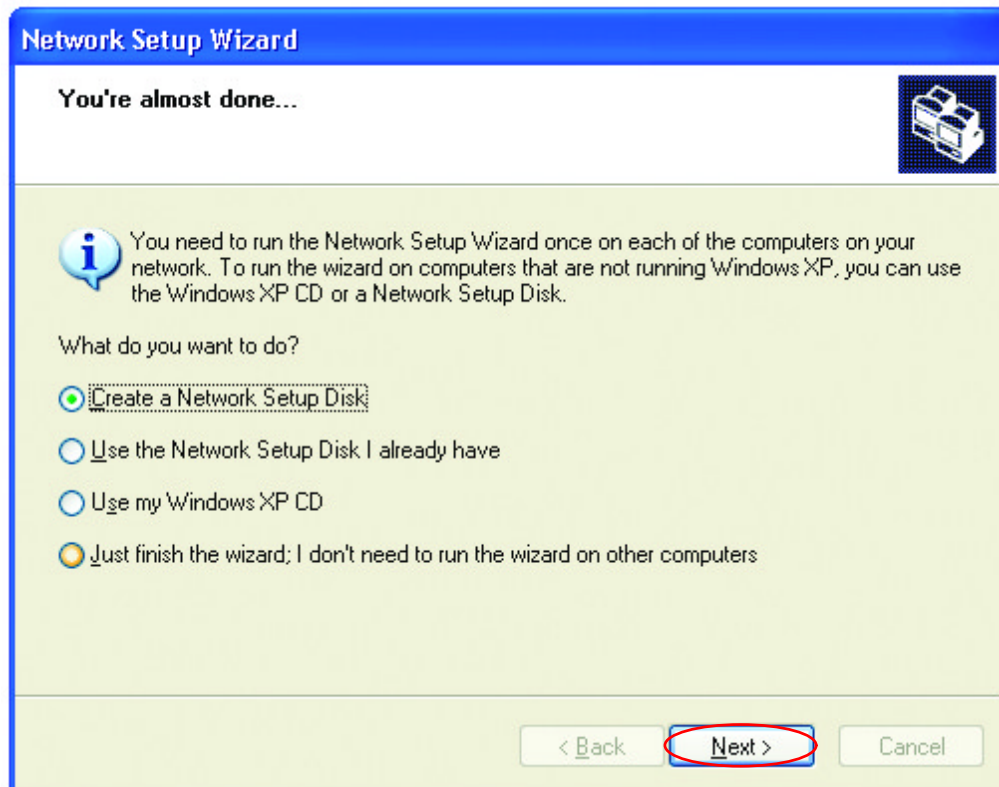 Network Setup Wizard
You're almost done...
You need to run the Network Setup Wizard once on each of the computers on your
network. To run the wizard on computers that are not running Windows XP, you can use
the Windows XP CD or a Network Setup Disk.
What do you want to do?
Create a Network Setup Disk
Use the Network Setup Disk I already have
Use my Windows XP CD
Just finish the wizard; I don't need to run the wizard on other computers
< Back
Next >
Cancel